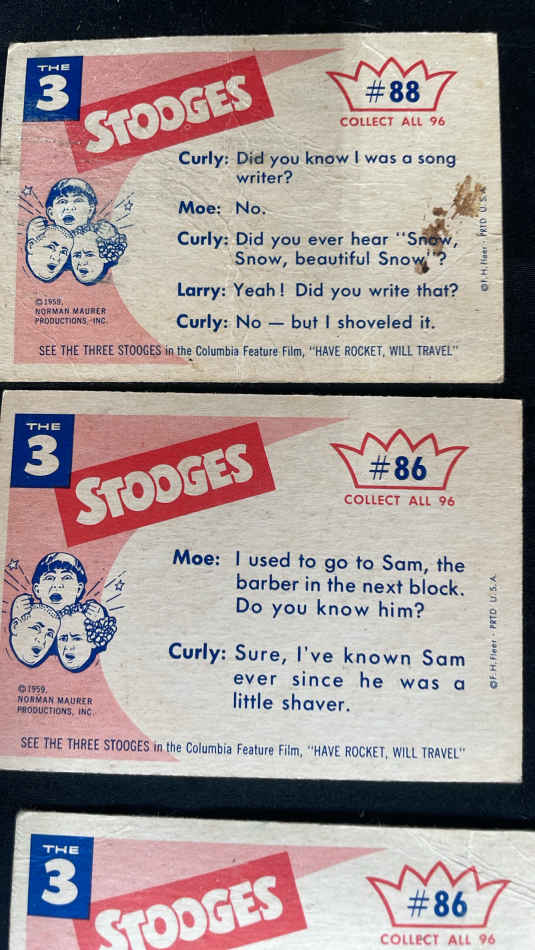 THE
3
STOOGES
#88
COLLECT ALL 96
Curly: Did you know I was a song
writer?
Moe: No.
Curly: Did you ever hear "Snow,
Snow, beautiful Snow"?
Larry: Yeah! Did you write that?
Curly: No — but I shoveled it.
©1959,
NORMAN MAURER
PRODUCTIONS, INC.
©F.H.Fleer - PRTD U.S.A.
SEE THE THREE STOOGES in the Columbia Feature Film, "HAVE ROCKET, WILL TRAVEL"
THE
3
STOOGES
#86
COLLECT ALL 96
Moe: I used to go to Sam, the
barber in the next block.
Do you know him?
Curly: Sure, I've known Sam
ever since he was a
little shaver.
©1959,
NORMAN MAURER
PRODUCTIONS, INC.
©F.H.Fleer - PRTD U.S.A.
SEE THE THREE STOOGES in the Columbia Feature Film, "HAVE ROCKET, WILL TRAVEL"
THE
3
STOOGES
#86
COLLECT ALL 96